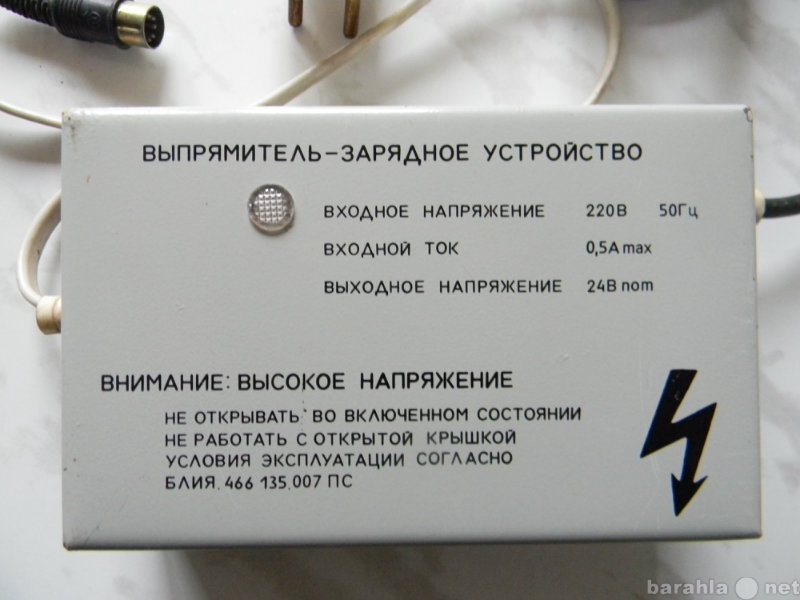 ВЫПРЯМИТЕЛЬ-ЗАРЯДНОЕ УСТРОЙСТВО
ВХОДНОЕ НАПРЯЖЕНИЕ 220В 50Гц
ВХОДНОЙ ТОК 0,5А max
ВЫХОДНОЕ НАПРЯЖЕНИЕ 24В nom
ВНИМАНИЕ: ВЫСОКОЕ НАПРЯЖЕНИЕ
НЕ ОТКРЫВАТЬ ВО ВКЛЮЧЕННОМ СОСТОЯНИИ
НЕ РАБОТАТЬ С ОТКРЫТОЙ КРЫШКОЙ
УСЛОВИЯ ЭКСПЛУАТАЦИИ СОГЛАСНО
БЛИЯ. 466 135.007 ПС
barahla net